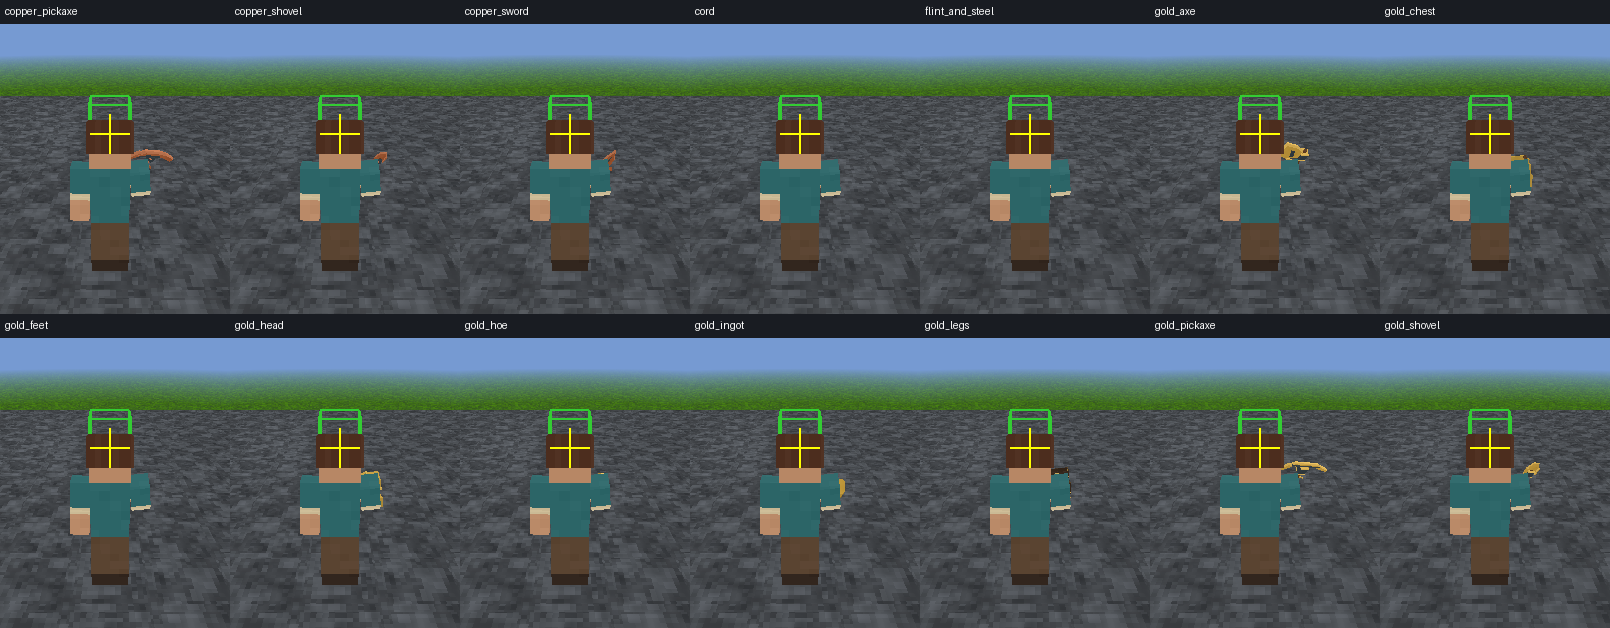 copper_pickaxe
copper_shovel
copper_sword
cord
flint_and_steel
gold_axe
gold_chest
gold_feet
gold_head
gold_hoe
gold_ingot
gold_legs
gold_pickaxe
gold_shovel